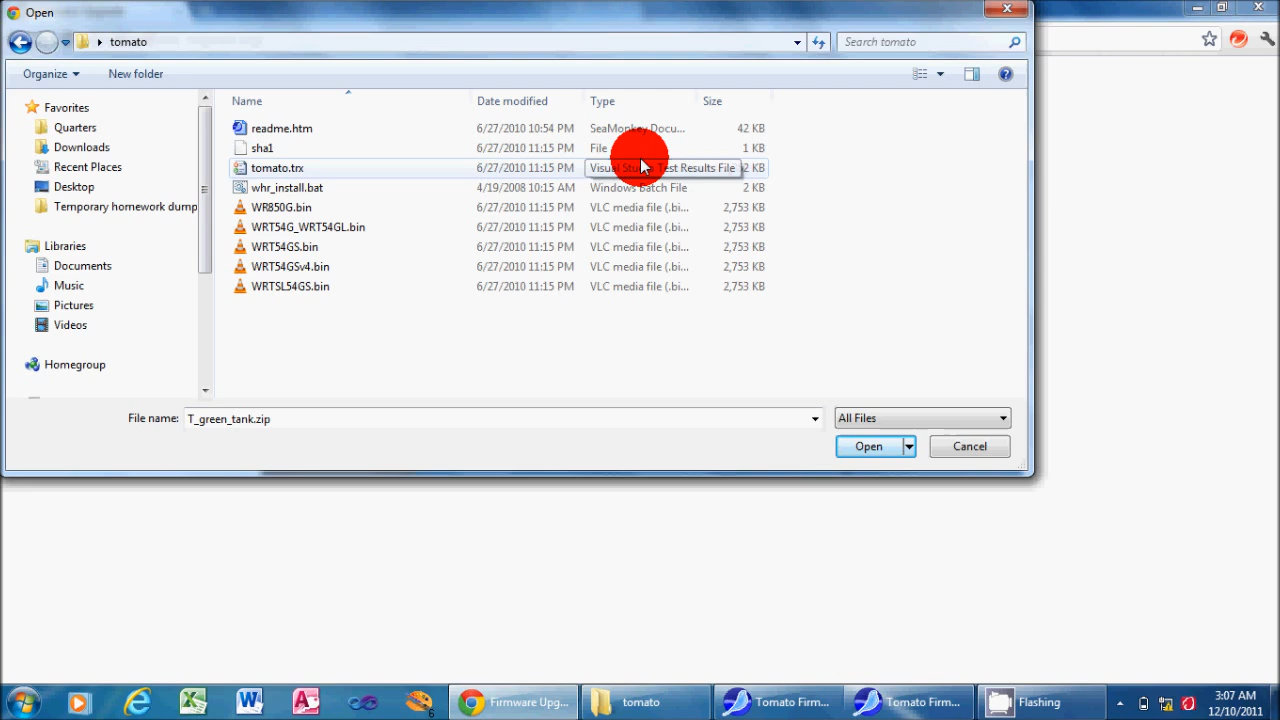 Open
tomato
Search tomato
Organize
New folder
Favorites
Quarters
Downloads
Recent Places
Desktop
Temporary homework dump
Libraries
Documents
Music
Pictures
Videos
Homegroup
Name Date modified Type Size
readme.htm 6/27/2010 10:54 PM SeaMonkey Docu... 42 KB
sha1 6/27/2010 11:15 PM File 1 KB
tomato.trx 6/27/2010 11:15 PM Visual Studio Test Results File 2 KB
whr_install.bat 4/19/2008 10:15 AM Windows Batch File 2 KB
WR850G.bin 6/27/2010 11:15 PM VLC media file (.bi... 2,753 KB
WRT54G_WRT54GL.bin 6/27/2010 11:15 PM VLC media file (.bi... 2,753 KB
WRT54GS.bin 6/27/2010 11:15 PM VLC media file (.bi... 2,753 KB
WRT54GSv4.bin 6/27/2010 11:15 PM VLC media file (.bi... 2,753 KB
WRTSL54GS.bin 6/27/2010 11:15 PM VLC media file (.bi... 2,753 KB
File name: T_green_tank.zip
All Files
Open
Cancel
Firmware Upg...
tomato
Tomato Firm...
Tomato Firm...
Flashing
3:07 AM
12/10/2011